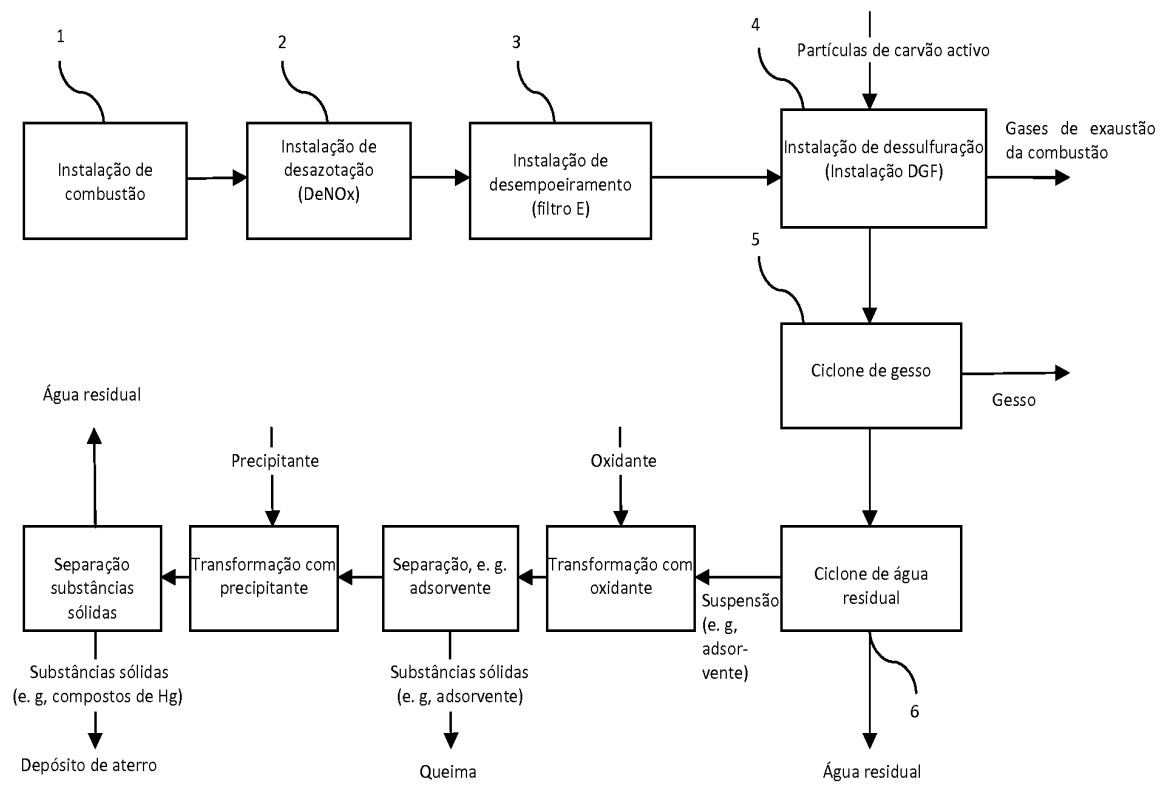 1
2
3
4
Partículas de carvão activo
Instalação de
combustão
Instalação de
desazotação
(DeNOx)
Instalação de
desempoeiramento
(filtro E)
Instalação de dessulfuração
(Instalação DGF)
Gases de exaustão
da combustão
5
Ciclone de gesso
Gesso
Água residual
Precipitante
Oxidante
Separação
substâncias
sólidas
Transformação com
precipitante
Separação, e. g.
adsorvente
Transformação com
oxidante
Suspensão
(e. g,
adsor-
vente)
Ciclone de água
residual
Substâncias sólidas
(e. g, compostos de Hg)
Substâncias sólidas
(e. g, adsorvente)
6
Depósito de aterro
Queima
Água residual